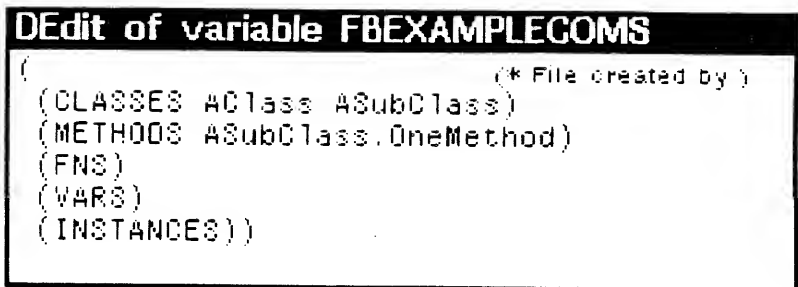 DEdit of variable FBEXAMPLECOMS
( (* File created by )
(CLASSES AClass ASubClass)
(METHODS ASubClass.OneMethod)
(FNS)
(VARS)
(INSTANCES))